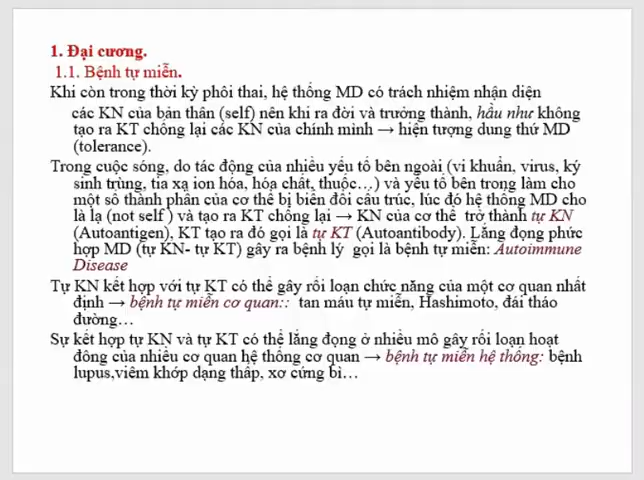 1. Đại cương.
1.1. Bệnh tự miễn.
Khi còn trong thời kỳ phôi thai, hệ thống MD có trách nhiệm nhận diện
các KN của bản thân (self) nên khi ra đời và trưởng thành, hầu như không
tạo ra KT chống lại các KN của chính mình → hiện tượng dung thứ MD
(tolerance).
Trong cuộc sống, do tác động của nhiều yếu tố bên ngoài (vi khuẩn, virus, ký
sinh trùng, tia xạ ion hóa, hóa chất, thuốc…) và yếu tố bên trong làm cho
một số thành phần của cơ thể bị biến đổi cấu trúc, lúc đó hệ thống MD cho
là lạ (not self ) và tạo ra KT chống lại → KN của cơ thể trở thành tự KN
(Autoantigen), KT tạo ra đó gọi là tự KT (Autoantibody). Lắng đọng phức
hợp MD (tự KN- tự KT) gây ra bệnh lý gọi là bệnh tự miễn: Autoimmune
Disease
Tự KN kết hợp với tự KT có thể gây rối loạn chức năng của một cơ quan nhất
định → bệnh tự miễn cơ quan:: tan máu tự miễn, Hashimoto, đái tháo
đường…
Sự kết hợp tự KN và tự KT có thể lắng đọng ở nhiều mô gây rối loạn hoạt
đông của nhiều cơ quan hệ thống cơ quan → bệnh tự miễn hệ thống: bệnh
lupus,viêm khớp dạng thấp, xơ cứng bì…